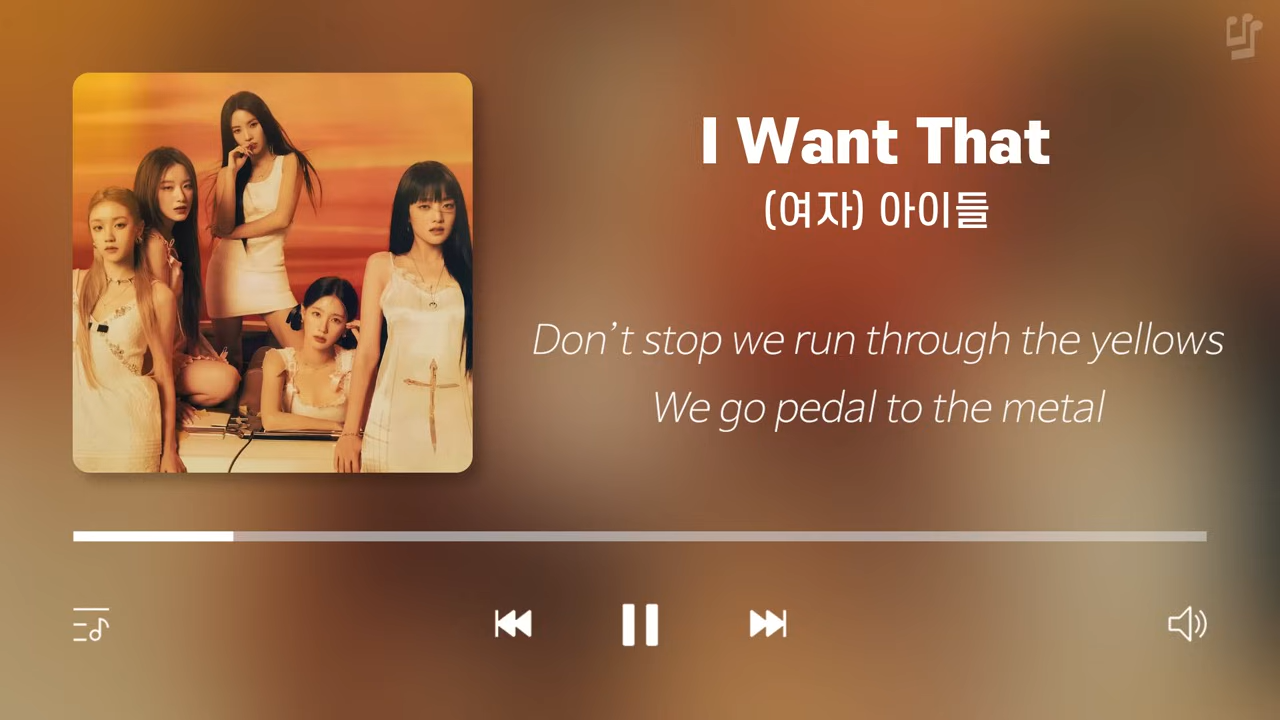 I Want That
(여자) 아이들
Don’t stop we run through the yellows
We go pedal to the metal